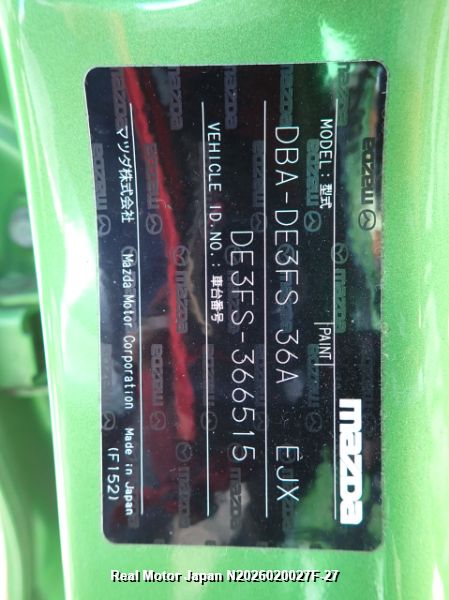 mazda
MODEL:型式 PAINT
DBA-DE3FS 36A EJX
VEHICLE ID.NO.:車台番号
DE3FS-366515
マツダ株式会社 Mazda Motor Corporation Made in Japan
(F152)
Real Motor Japan N2026020027F-27